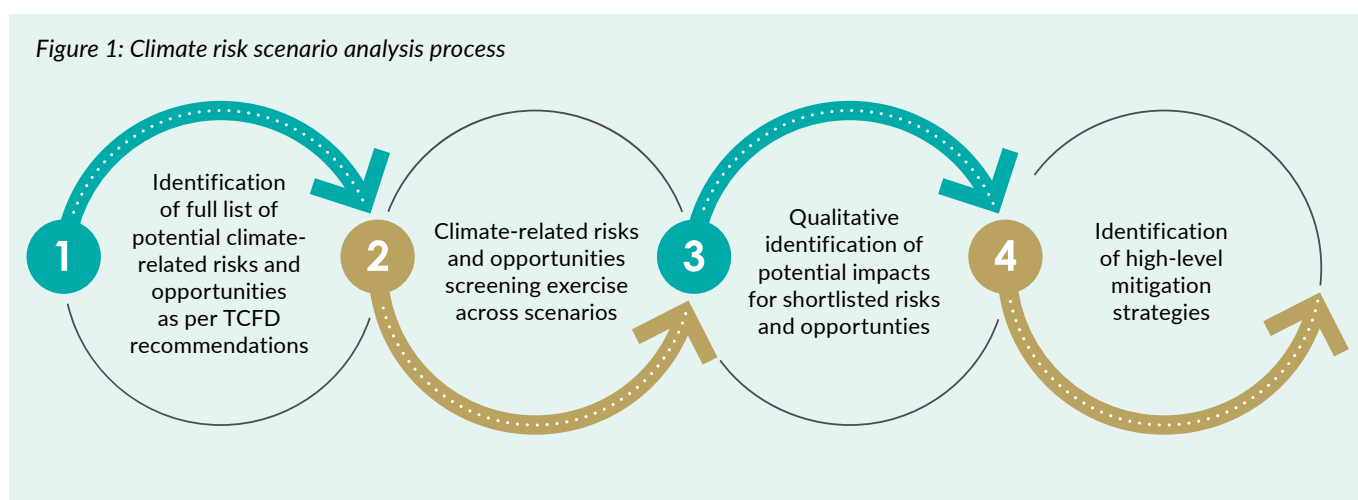 Figure 1: Climate risk scenario analysis process
1
Identification
of full list of
potential climate-
related risks and
opportunities
as per TCFD
recommendations
2
Climate-related risks
and opportunities
screening exercise
across scenarios
3
Qualitative
identification of
potential impacts
for shortlisted risks
and opportunties
4
Identification
of high-level
mitigation
strategies